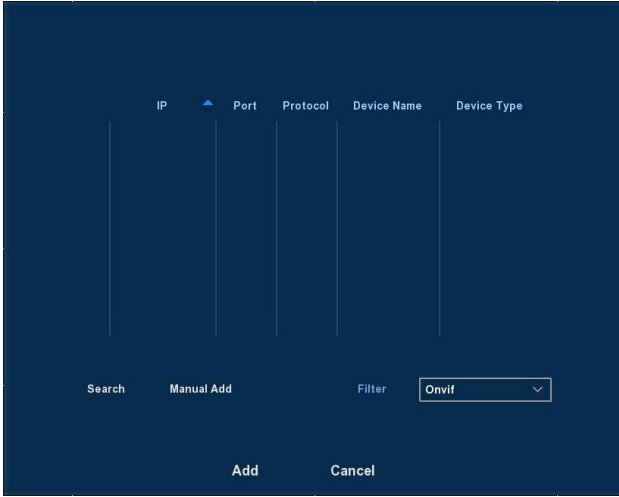 IP Port Protocol Device Name Device Type
Search Manual Add Filter Onvif
Add Cancel